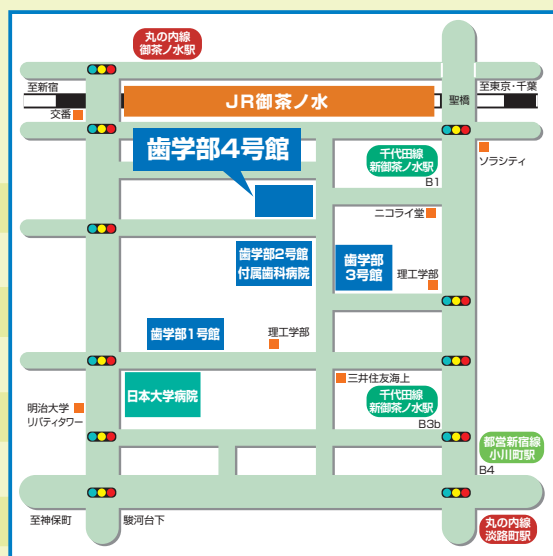 丸の内線
御茶ノ水駅
至新宿
JR御茶ノ水
聖橋
至東京・千葉
交番
歯学部4号館
千代田線
新御茶ノ水駅
B1
ソラシティ
ニコライ堂
歯学部2号館
付属歯科病院
歯学部
3号館
理工学部
歯学部1号館
理工学部
日本大学病院
三井住友海上
千代田線
新御茶ノ水駅
B3b
明治大学
リバティタワー
都営新宿線
小川町駅
B4
至神保町
駿河台下
丸の内線
淡路町駅